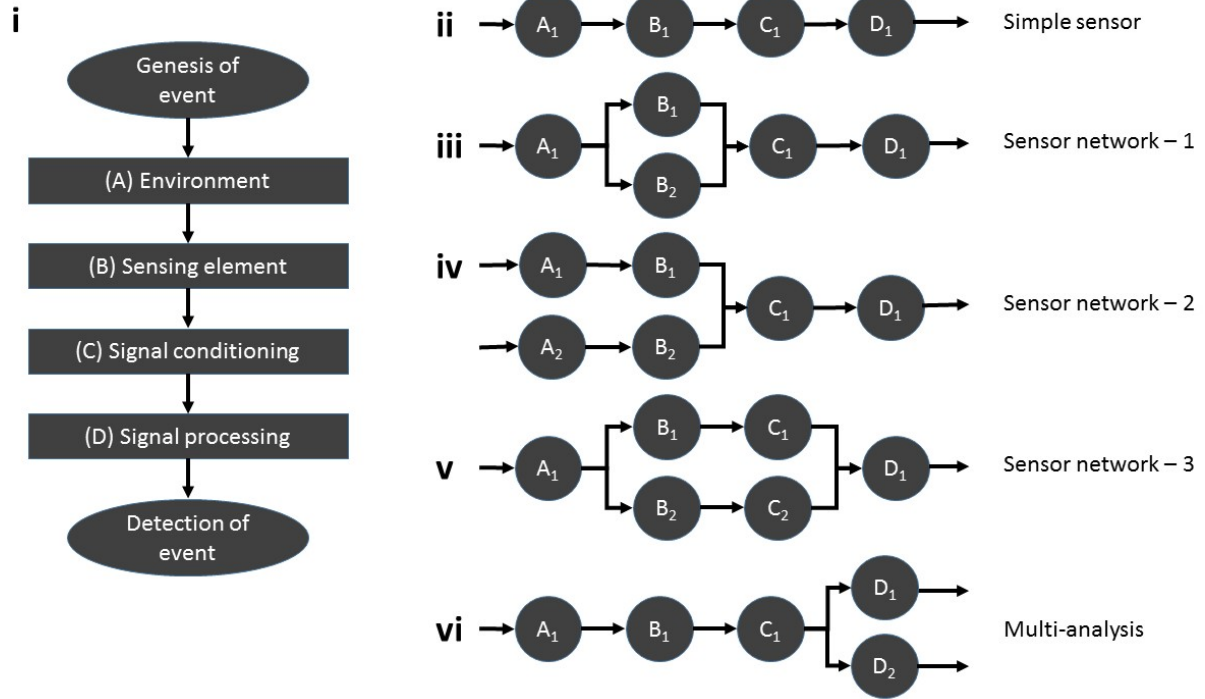 i
Genesis of
event
(A) Environment
(B) Sensing element
(C) Signal conditioning
(D) Signal processing
Detection of
event
ii A₁ B₁ C₁ D₁ Simple sensor
B₁
iii A₁ C₁ D₁ Sensor network – 1
B₂
iv A₁ B₁
C₁ D₁ Sensor network – 2
A₂ B₂
B₁ C₁
v A₁ D₁ Sensor network – 3
B₂ C₂
D₁
vi A₁ B₁ C₁ Multi-analysis
D₂